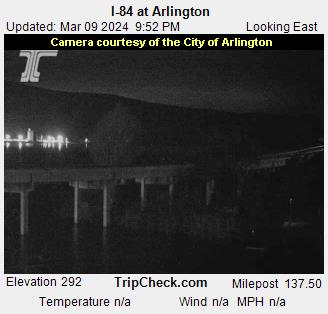 I-84 at Arlington
Updated: Mar 09 2024 9:52 PM Looking East
Camera courtesy of the City of Arlington
Elevation 292 TripCheck.com Milepost 137.50
Temperature n/a Wind n/a MPH n/a